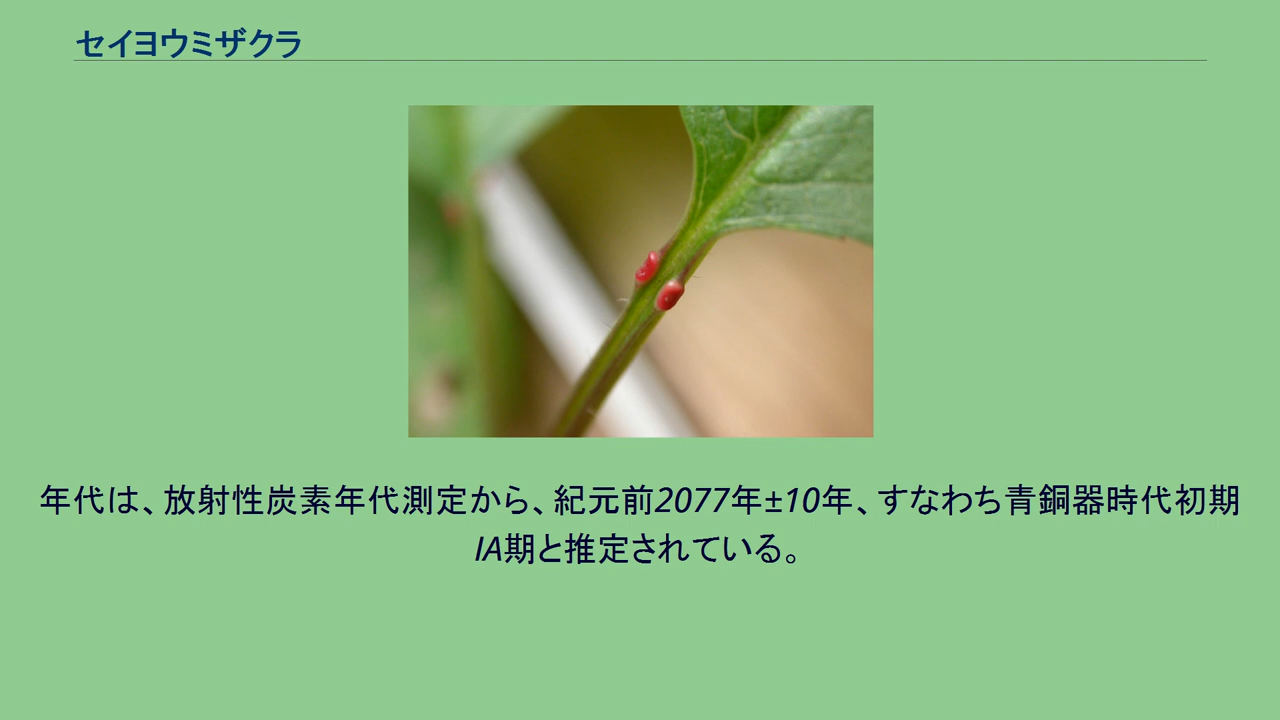 セイヨウミザクラ
年代は、放射性炭素年代測定から、紀元前2077年±10年、すなわち青銅器時代初期
IA期と推定されている。